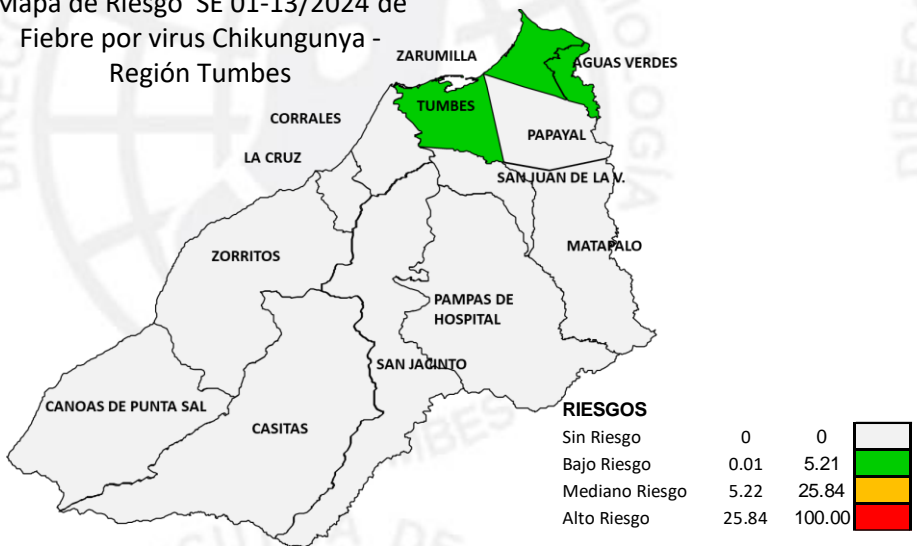 Mapa de Riesgo SE 01-13/2024 de
Fiebre por virus Chikungunya -
Región Tumbes
ZARUMILLA
AGUAS VERDES
TUMBES
CORRALES
PAPAYAL
LA CRUZ
SAN JUAN DE LA V.
MATAPALO
ZORRITOS
PAMPAS DE
HOSPITAL
SAN JACINTO
CANOAS DE PUNTA SAL
CASITAS
RIESGOS
Sin Riesgo 0 0
Bajo Riesgo 0.01 5.21
Mediano Riesgo 5.22 25.84
Alto Riesgo 25.84 100.00